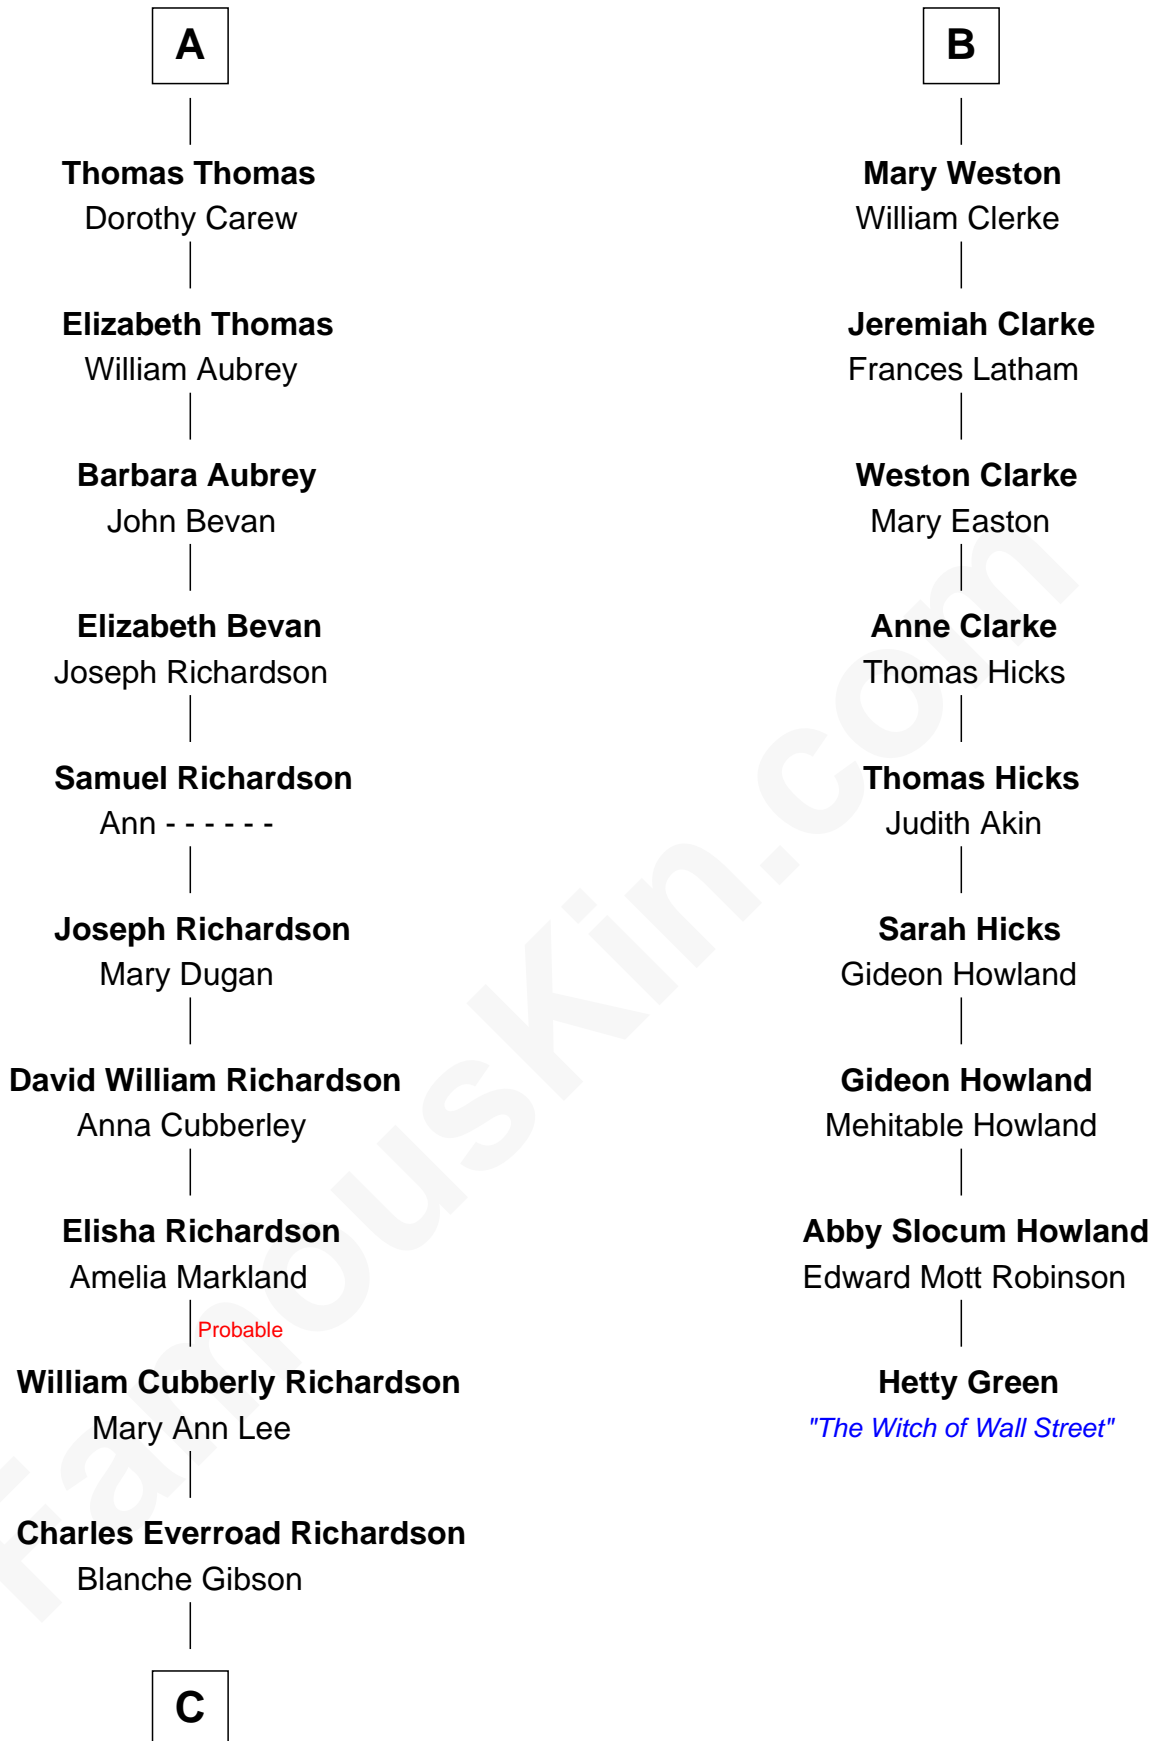 A
Thomas Thomas
Dorothy Carew
Elizabeth Thomas
William Aubrey
Barbara Aubrey
John Bevan
Elizabeth Bevan
Joseph Richardson
Samuel Richardson
Ann - - - - - -
Joseph Richardson
Mary Dugan
David William Richardson
Anna Cubberley
Elisha Richardson
Amelia Markland
Probable
William Cubberly Richardson
Mary Ann Lee
Charles Everroad Richardson
Blanche Gibson
C
B
Mary Weston
William Clerke
Jeremiah Clarke
Frances Latham
Weston Clarke
Mary Easton
Anne Clarke
Thomas Hicks
Thomas Hicks
Judith Akin
Sarah Hicks
Gideon Howland
Gideon Howland
Mehitable Howland
Abby Slocum Howland
Edward Mott Robinson
Hetty Green
"The Witch of Wall Street"
FamousKin.com